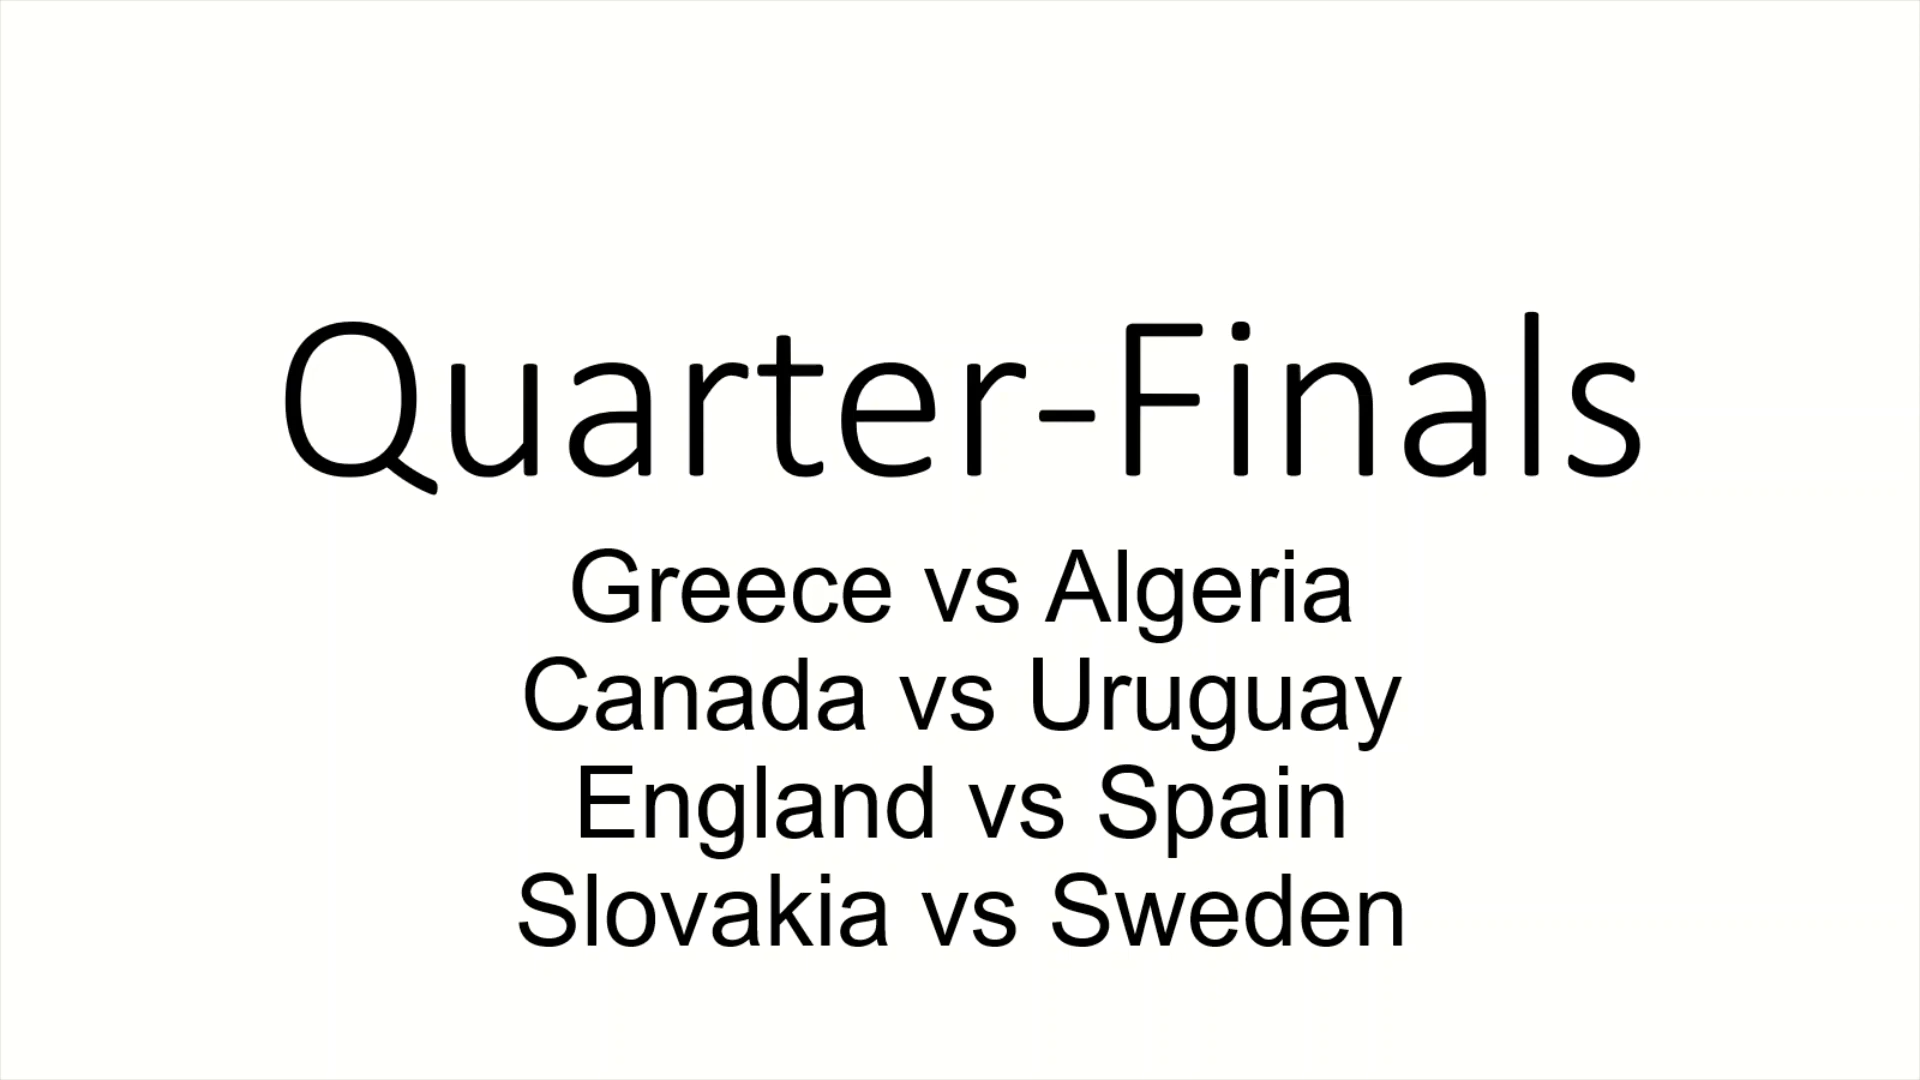 Quarter-Finals
Greece vs Algeria
Canada vs Uruguay
England vs Spain
Slovakia vs Sweden